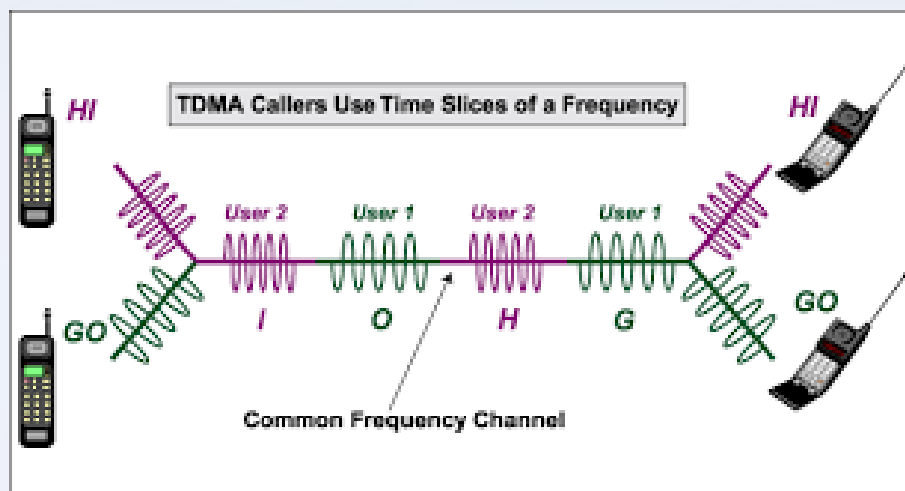 TDMA Callers Use Time Slices of a Frequency
HI
HI
User 2 User 1 User 2 User 1
GO
I O H G
GO
Common Frequency Channel